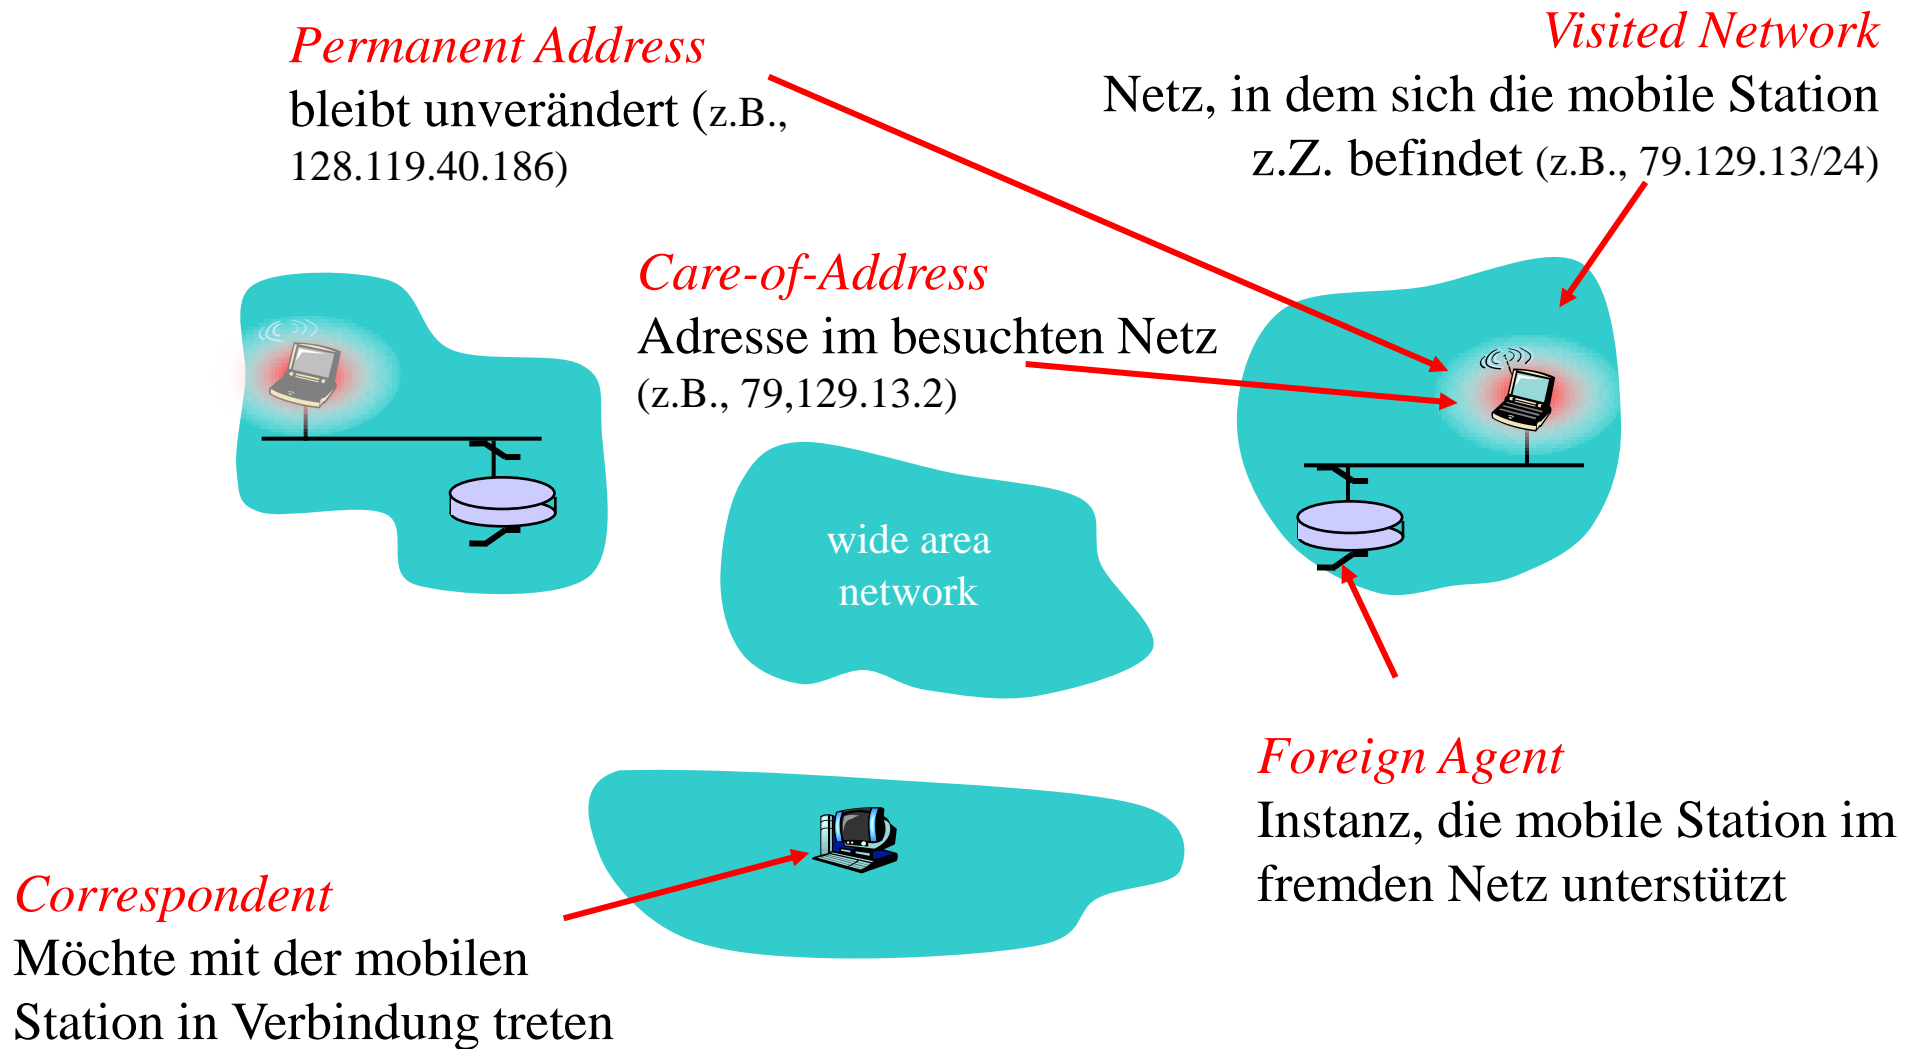 Permanent Address
bleibt unverändert (z.B.,
128.119.40.186)
Visited Network
Netz, in dem sich die mobile Station
z.Z. befindet (z.B., 79.129.13/24)
Care-of-Address
Adresse im besuchten Netz
(z.B., 79,129.13.2)
wide area
network
Foreign Agent
Instanz, die mobile Station im
fremden Netz unterstützt
Correspondent
Möchte mit der mobilen
Station in Verbindung treten